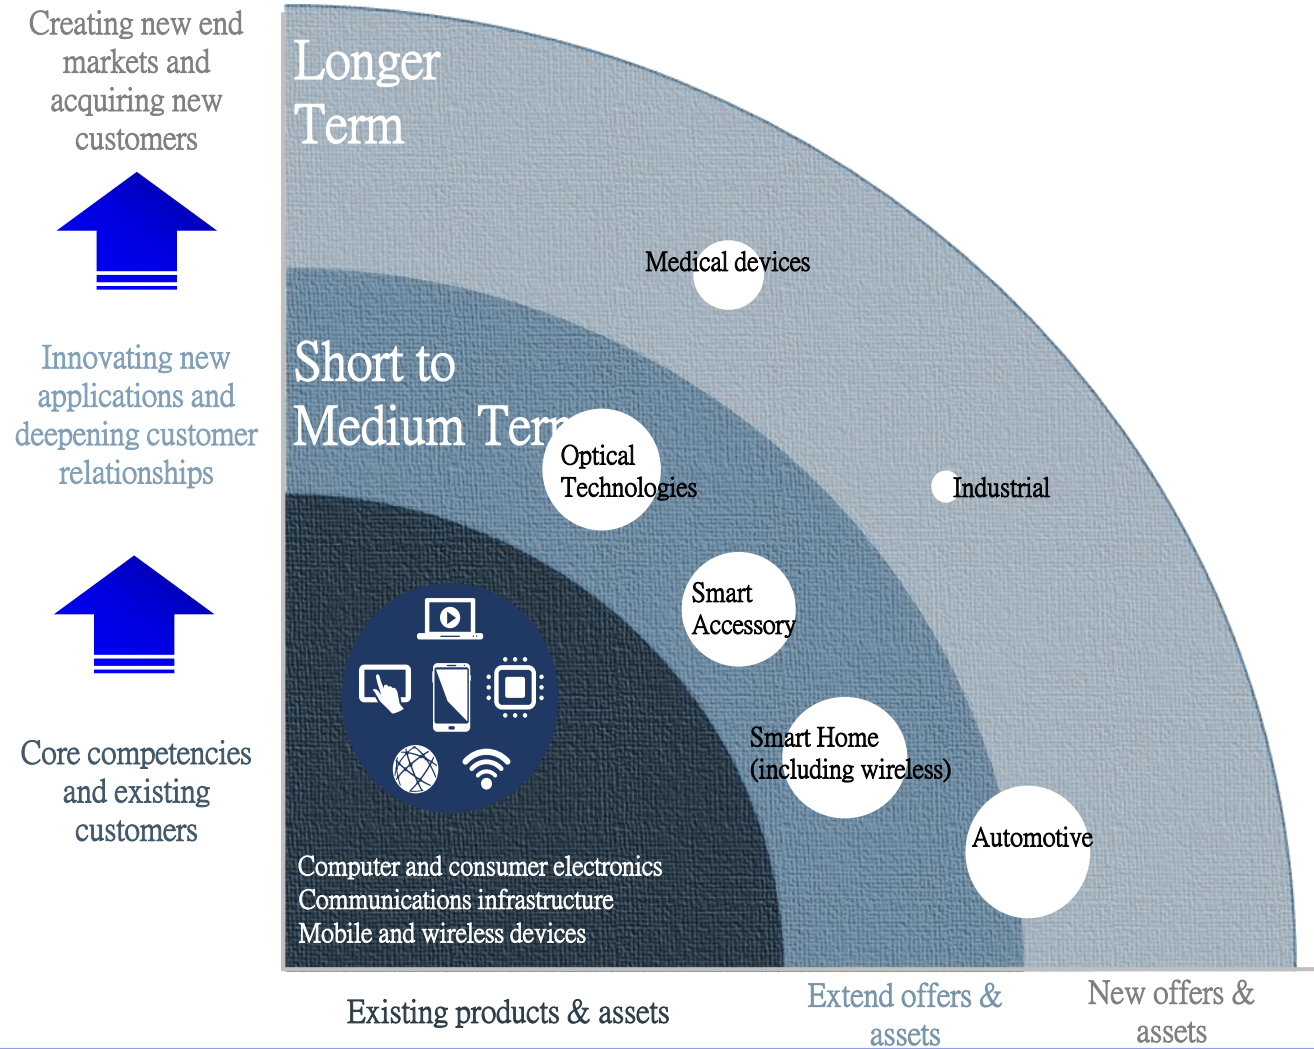 Creating new end
markets and
acquiring new
customers
Innovating new
applications and
deepening customer
relationships
Core competencies
and existing
customers
Longer
Term
Short to
Medium Term
Medical devices
Industrial
Optical
Technologies
Smart
Accessory
Smart Home
(including wireless)
Automotive
Computer and consumer electronics
Communications infrastructure
Mobile and wireless devices
Existing products & assets
Extend offers &
assets
New offers &
assets